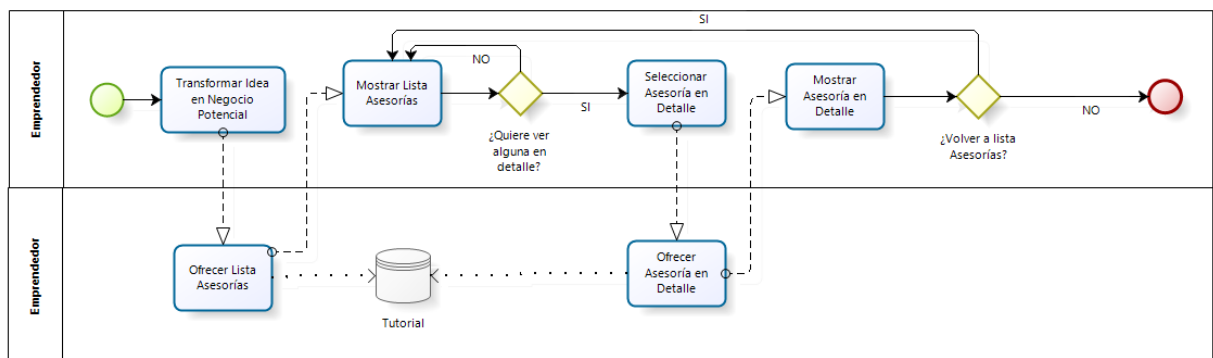 SI
Emprendedor
Transformar Idea
en Negocio
Potencial
Mostrar Lista
Asesorías
NO
¿Quiere ver
alguna en
detalle?
SI
Seleccionar
Asesoría en
Detalle
Mostrar
Asesoría en
Detalle
¿Volver a lista
Asesorías?
NO
Emprendedor
Ofrecer Lista
Asesorías
Tutorial
Ofrecer
Asesoría en
Detalle